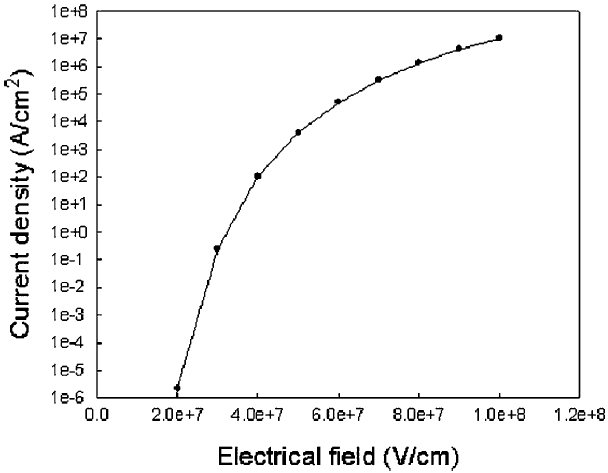 1e+8
1e+7
1e+6
1e+5
1e+4
1e+3
1e+2
1e+1
1e+0
1e-1
1e-2
1e-3
1e-4
1e-5
1e-6
Current density (A/cm²)
0.0 2.0e+7 4.0e+7 6.0e+7 8.0e+7 1.0e+8 1.2e+8
Electrical field (V/cm)